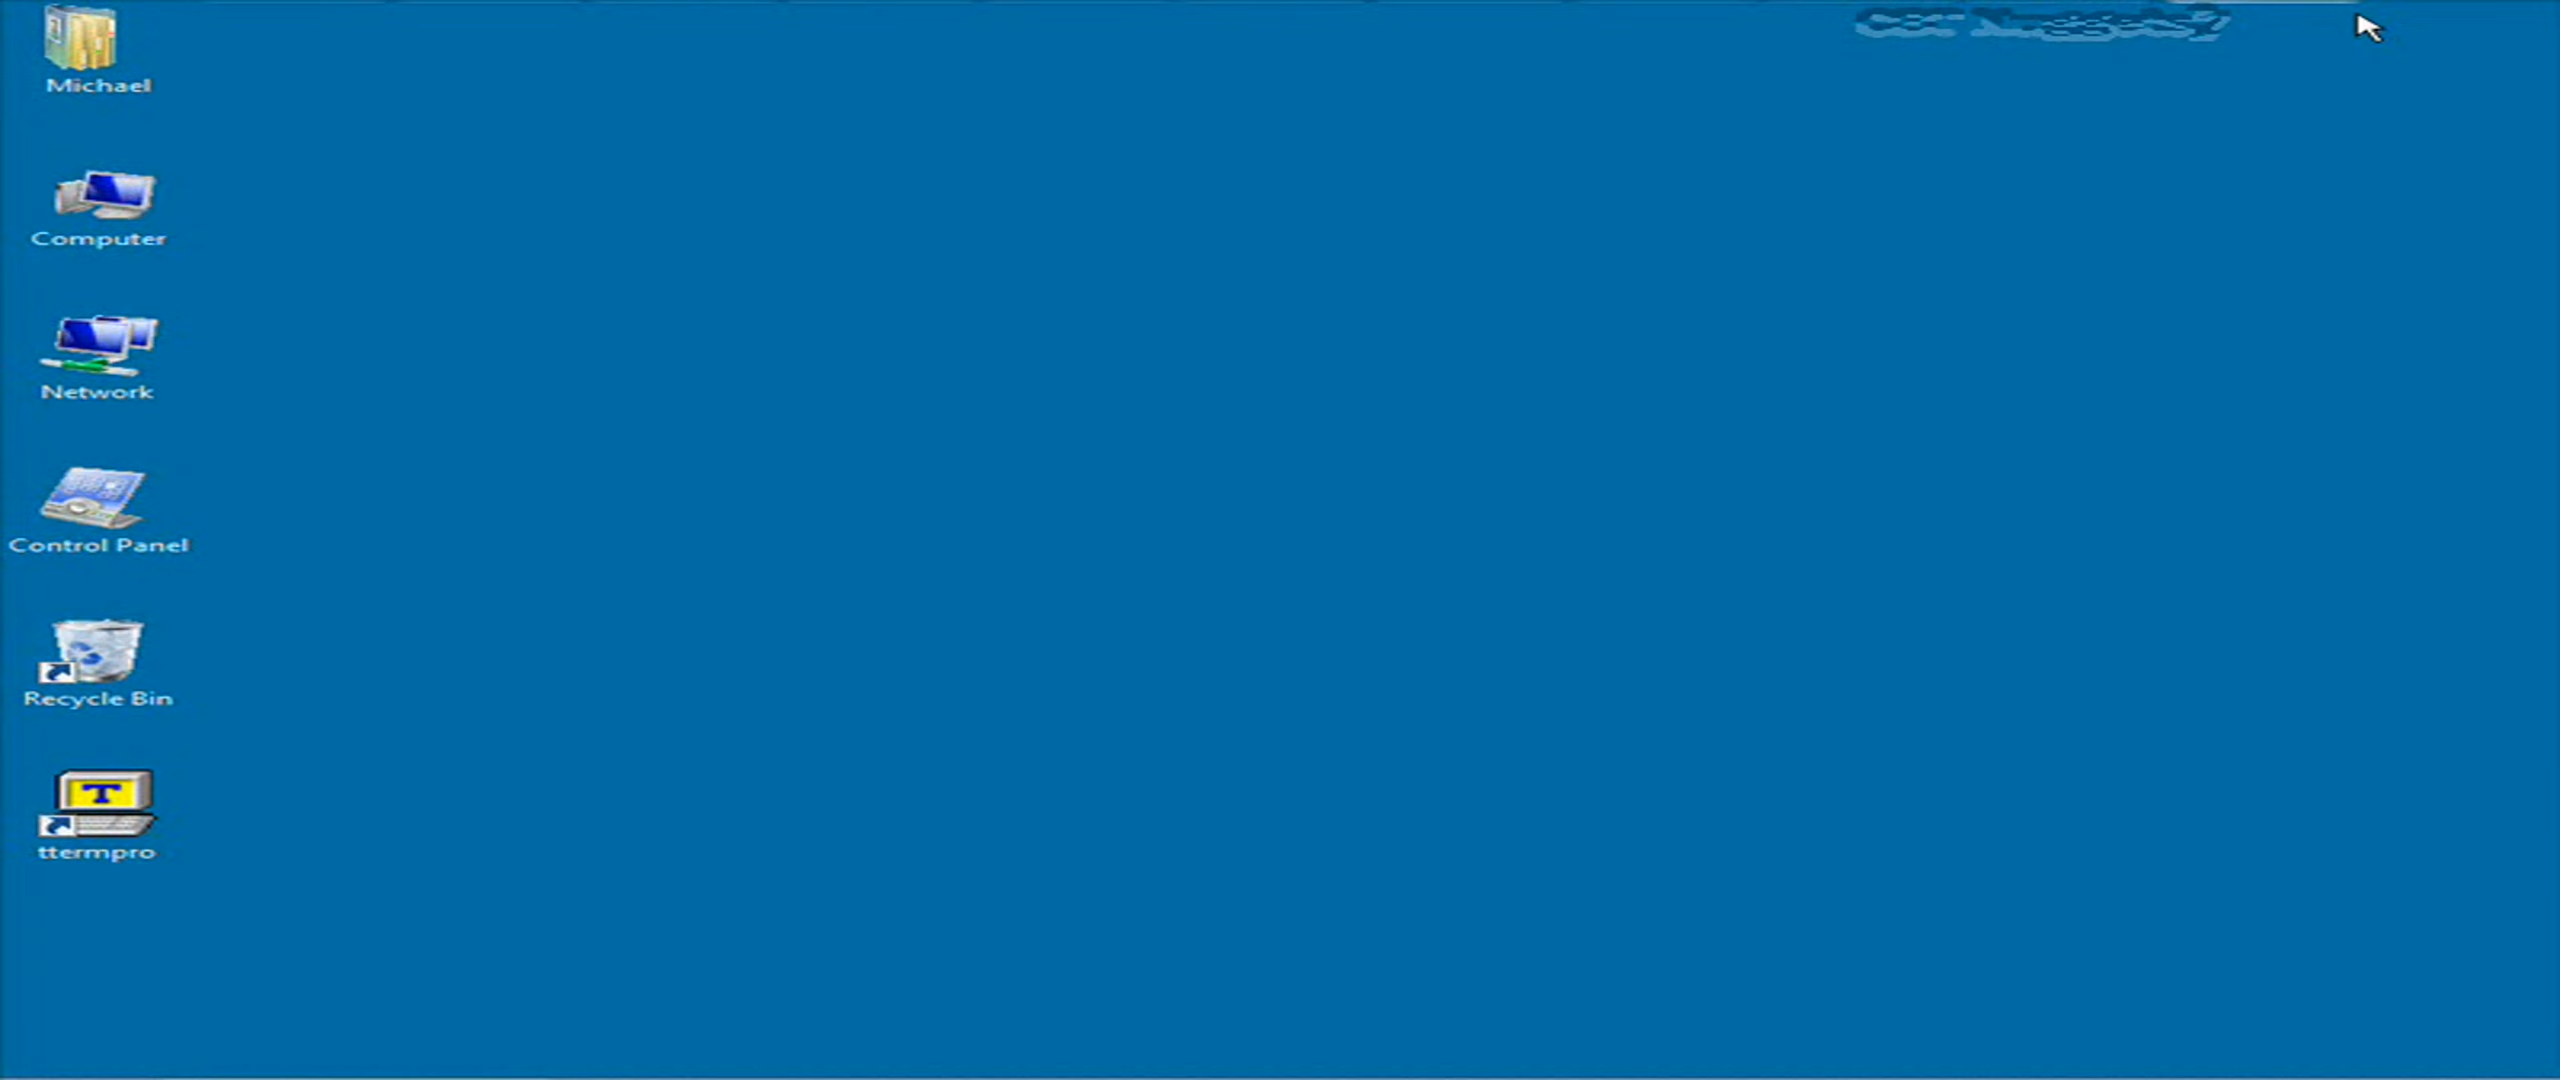 Michael
Computer
Network
Control Panel
Recycle Bin
T
ttermpro